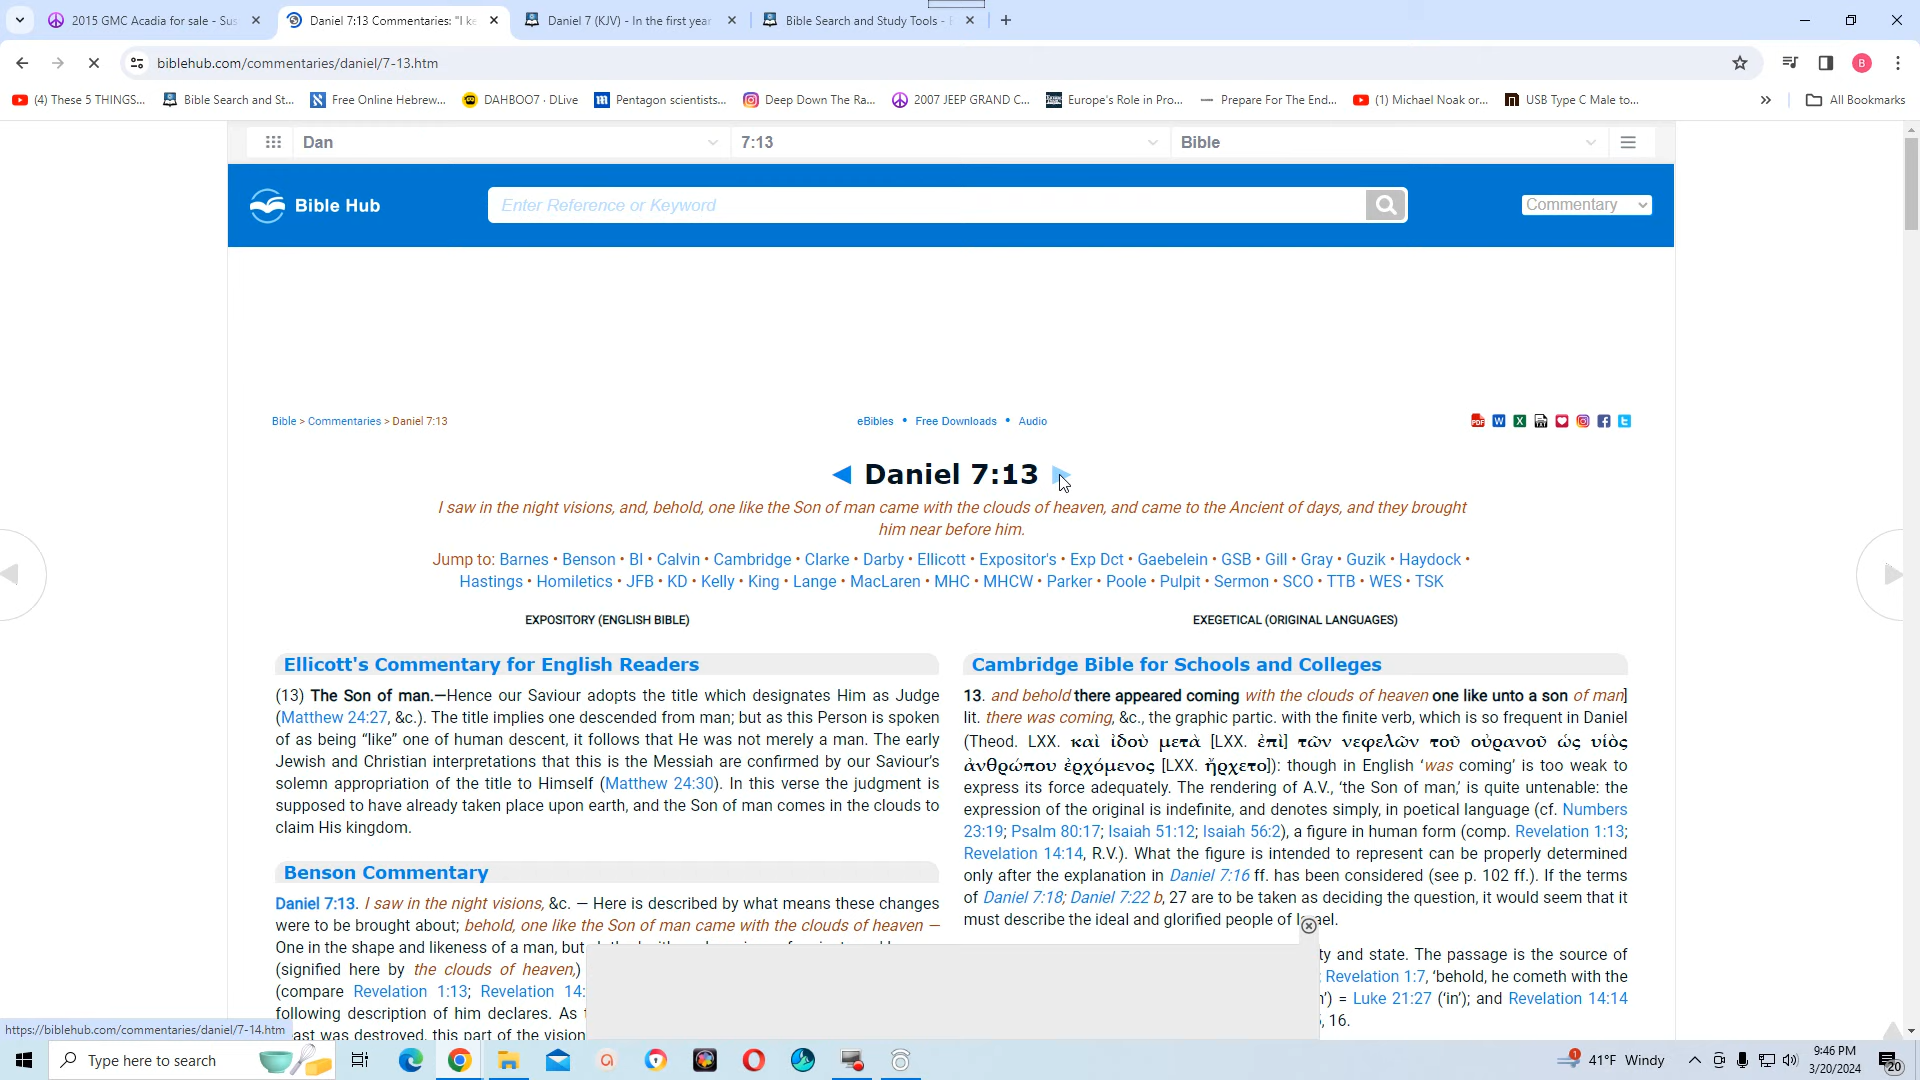 2015 GMC Acadia for sale - Sus
Daniel 7:13 Commentaries: "I ke
Daniel 7 (KJV) - In the first year
Bible Search and Study Tools -
biblehub.com/commentaries/daniel/7-13.htm
B
(4) These 5 THINGS...
Bible Search and St...
Free Online Hebrew...
DAHBOO7 · DLive
Pentagon scientists...
Deep Down The Ra...
2007 JEEP GRAND C...
Europe's Role in Pro...
Prepare For The End...
(1) Michael Noak or...
USB Type C Male to...
All Bookmarks
Dan
7:13
Bible
Bible Hub
Enter Reference or Keyword
Commentary
Bible > Commentaries > Daniel 7:13
eBibles • Free Downloads • Audio
◄ Daniel 7:13 ►
I saw in the night visions, and, behold, one like the Son of man came with the clouds of heaven, and came to the Ancient of days, and they brought
him near before him.
Jump to: Barnes • Benson • BI • Calvin • Cambridge • Clarke • Darby • Ellicott • Expositor's • Exp Dct • Gaebelein • GSB • Gill • Gray • Guzik • Haydock •
Hastings • Homiletics • JFB • KD • Kelly • King • Lange • MacLaren • MHC • MHCW • Parker • Poole • Pulpit • Sermon • SCO • TTB • WES • TSK
EXPOSITORY (ENGLISH BIBLE)
Ellicott's Commentary for English Readers
(13) The Son of man.—Hence our Saviour adopts the title which designates Him as Judge
(Matthew 24:27, &c.). The title implies one descended from man; but as this Person is spoken
of as being “like” one of human descent, it follows that He was not merely a man. The early
Jewish and Christian interpretations that this is the Messiah are confirmed by our Saviour’s
solemn appropriation of the title to Himself (Matthew 24:30). In this verse the judgment is
supposed to have already taken place upon earth, and the Son of man comes in the clouds to
claim His kingdom.
Benson Commentary
Daniel 7:13. I saw in the night visions, &c. — Here is described by what means these changes
were to be brought about; behold, one like the Son of man came with the clouds of heaven —
One in the shape and likeness of a man, but
(signified here by the clouds of heaven,)
(compare Revelation 1:13; Revelation 14:
following description of him declares. As
east was destroyed, this part of the vision
EXEGETICAL (ORIGINAL LANGUAGES)
Cambridge Bible for Schools and Colleges
13. and behold there appeared coming with the clouds of heaven one like unto a son of man]
lit. there was coming, &c., the graphic partic. with the finite verb, which is so frequent in Daniel
(Theod. LXX. καὶ ἰδοὺ μετὰ [LXX. ἐπὶ] τῶν νεφελῶν τοῦ οὐρανοῦ ὡς υἱὸς
ἀνθρώπου ἐρχόμενος [LXX. ἤρχετο]): though in English ‘was coming’ is too weak to
express its force adequately. The rendering of A.V., ‘the Son of man,’ is quite untenable: the
expression of the original is indefinite, and denotes simply, in poetical language (cf. Numbers
23:19; Psalm 80:17; Isaiah 51:12; Isaiah 56:2), a figure in human form (comp. Revelation 1:13;
Revelation 14:14, R.V.). What the figure is intended to represent can be properly determined
only after the explanation in Daniel 7:16 ff. has been considered (see p. 102 ff.). If the terms
of Daniel 7:18; Daniel 7:22 b, 27 are to be taken as deciding the question, it would seem that it
must describe the ideal and glorified people of Israel.
ty and state. The passage is the source of
Revelation 1:7, ‘behold, he cometh with the
’) = Luke 21:27 (‘in’); and Revelation 14:14
, 16.
https://biblehub.com/commentaries/daniel/7-14.htm
Type here to search
1
41°F Windy
9:46 PM
3/20/2024
20